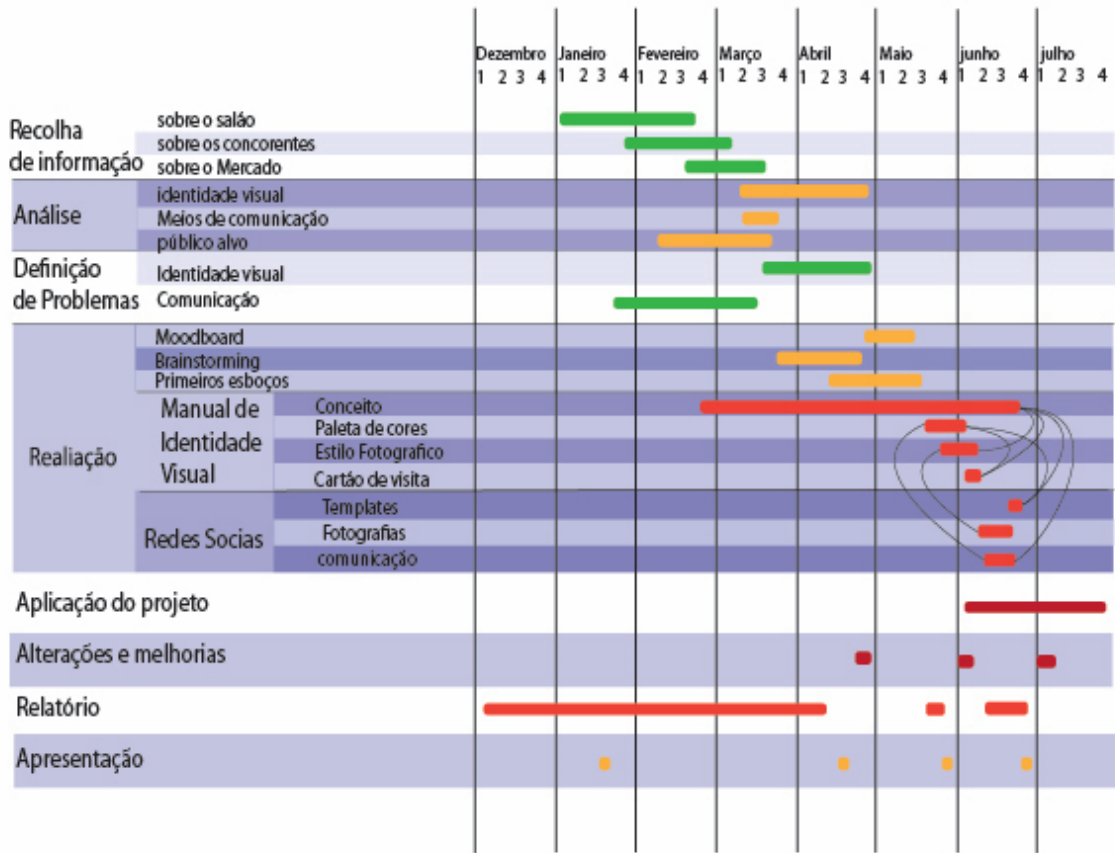 Dezembro Janeiro Fevereiro Março Abril Maio junho julho
1 2 3 4 1 2 3 4 1 2 3 4 1 2 3 4 1 2 3 4 1 2 3 4 1 2 3 4 1 2 3 4
Recolha
de informação
sobre o salão
sobre os concorentes
sobre o Mercado
Análise
identidade visual
Meios de comunicação
público alvo
Definição
de Problemas
Identidade visual
Comunicação
Realiação
Moodboard
Brainstorming
Primeiros esboços
Manual de
Identidade
Visual
Conceito
Paleta de cores
Estilo Fotografico
Cartão de visita
Redes Socias
Templates
Fotografias
comunicação
Aplicação do projeto
Alterações e melhorias
Relatório
Apresentação